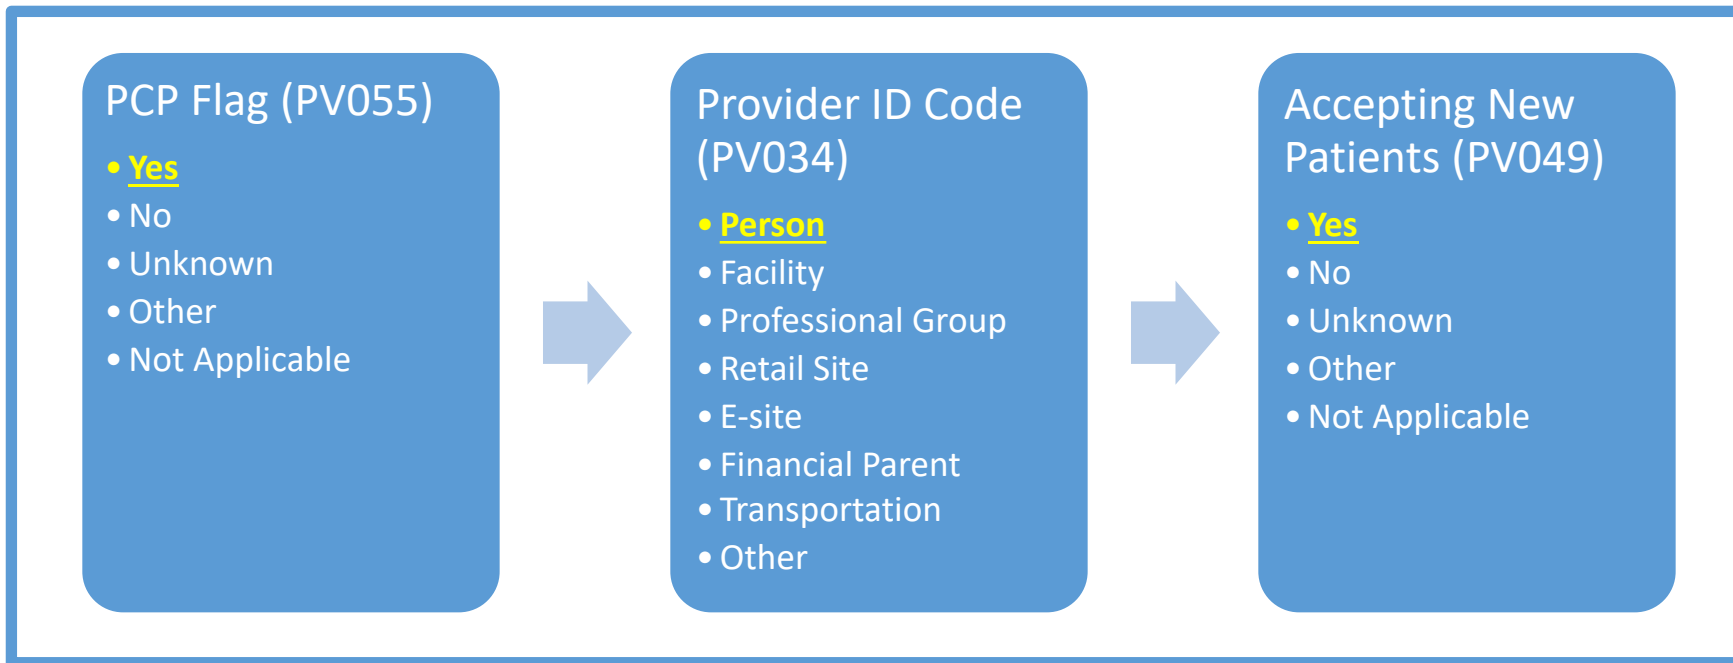 PCP Flag (PV055)
• Yes
• No
• Unknown
• Other
• Not Applicable
Provider ID Code
(PV034)
• Person
• Facility
• Professional Group
• Retail Site
• E-site
• Financial Parent
• Transportation
• Other
Accepting New
Patients (PV049)
• Yes
• No
• Unknown
• Other
• Not Applicable